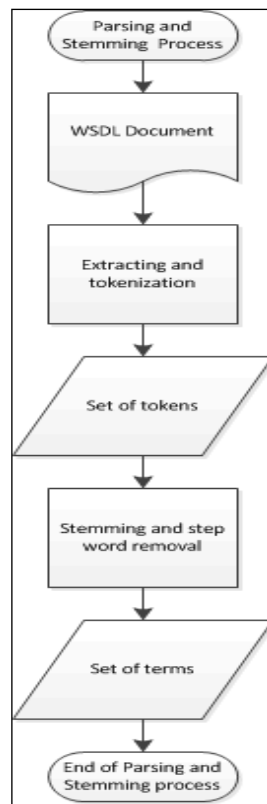 Parsing and
Stemming Process
WSDL Document
Extracting and
tokenization
Set of tokens
Stemming and step
word removal
Set of terms
End of Parsing and
Stemming process